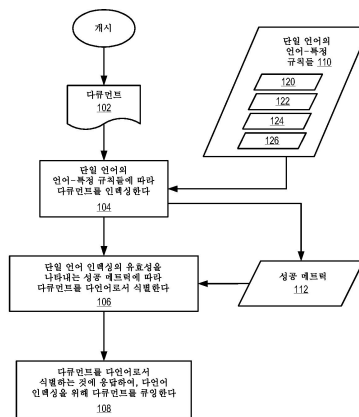 개시
다큐먼트
102
단일 언어의
언어-특정
규칙들 110
120
122
124
126
단일 언어의
언어-특정 규칙들에 따라
다큐먼트를 인덱싱한다
104
단일 언어 인덱싱의 유효성을
나타내는 성공 메트릭에 따라
다큐먼트를 다언어로서 식별한다
106
성공 메트릭
112
다큐먼트를 다언어로서
식별하는 것에 응답하여, 다언어
인덱싱을 위해 다큐먼트를 큐잉한다
108